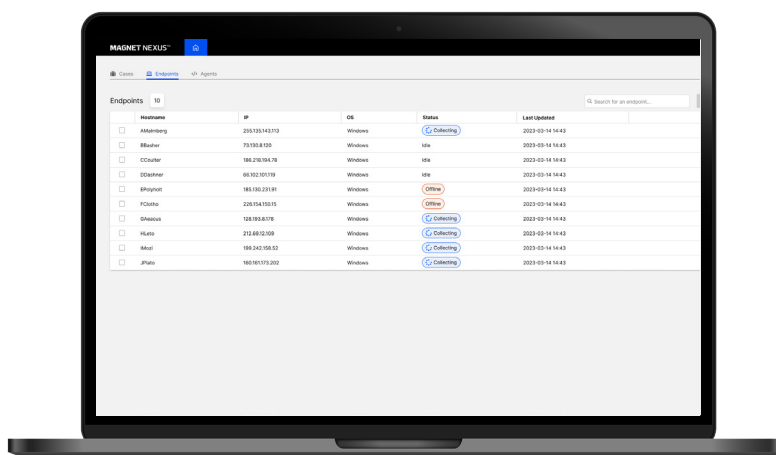 MAGNET NEXUS™
Cases Endpoints </> Agents
Endpoints 10 Search for an endpoint...
Hostname IP OS Status Last Updated
AMalmberg 255.135.143.113 Windows Collecting 2023-03-14 14:43
BBasher 73.130.8.120 Windows Idle 2023-03-14 14:43
CCoulter 186.218.194.78 Windows Idle 2023-03-14 14:43
DDashner 66.102.101.119 Windows Idle 2023-03-14 14:43
EPolyholt 185.130.231.91 Windows Offline 2023-03-14 14:43
FClotho 226.154.150.15 Windows Offline 2023-03-14 14:43
GAeacus 128.193.8.178 Windows Collecting 2023-03-14 14:43
HLeto 212.68.12.109 Windows Collecting 2023-03-14 14:43
IMozi 199.242.158.52 Windows Collecting 2023-03-14 14:43
JPlato 160.161.173.202 Windows Collecting 2023-03-14 14:43